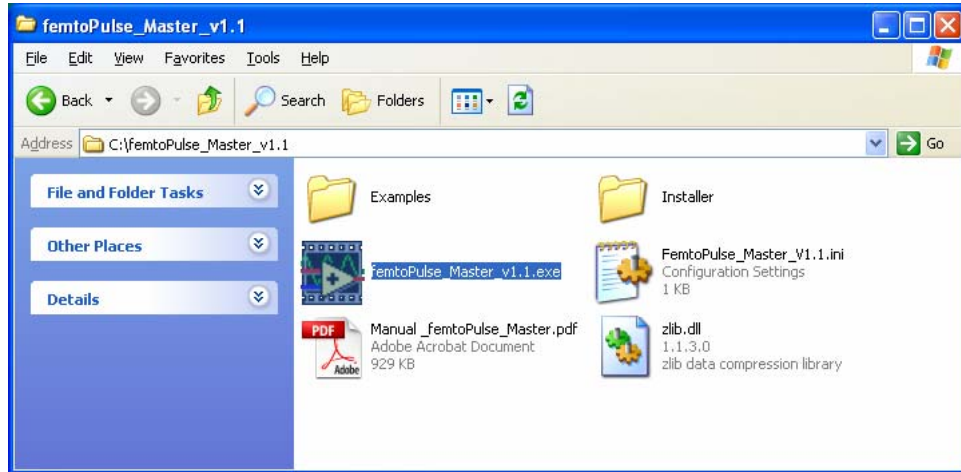 femtoPulse_Master_v1.1
File Edit View Favorites Tools Help
Back Search Folders
Address C:\femtoPulse_Master_v1.1 Go
File and Folder Tasks
Other Places
Details
Examples
Installer
femtoPulse_Master_v1.1.exe
FemtoPulse_Master_V1.1.ini
Configuration Settings
1 KB
PDF
Adobe
Manual _femtoPulse_Master.pdf
Adobe Acrobat Document
929 KB
zlib.dll
1.1.3.0
zlib data compression library